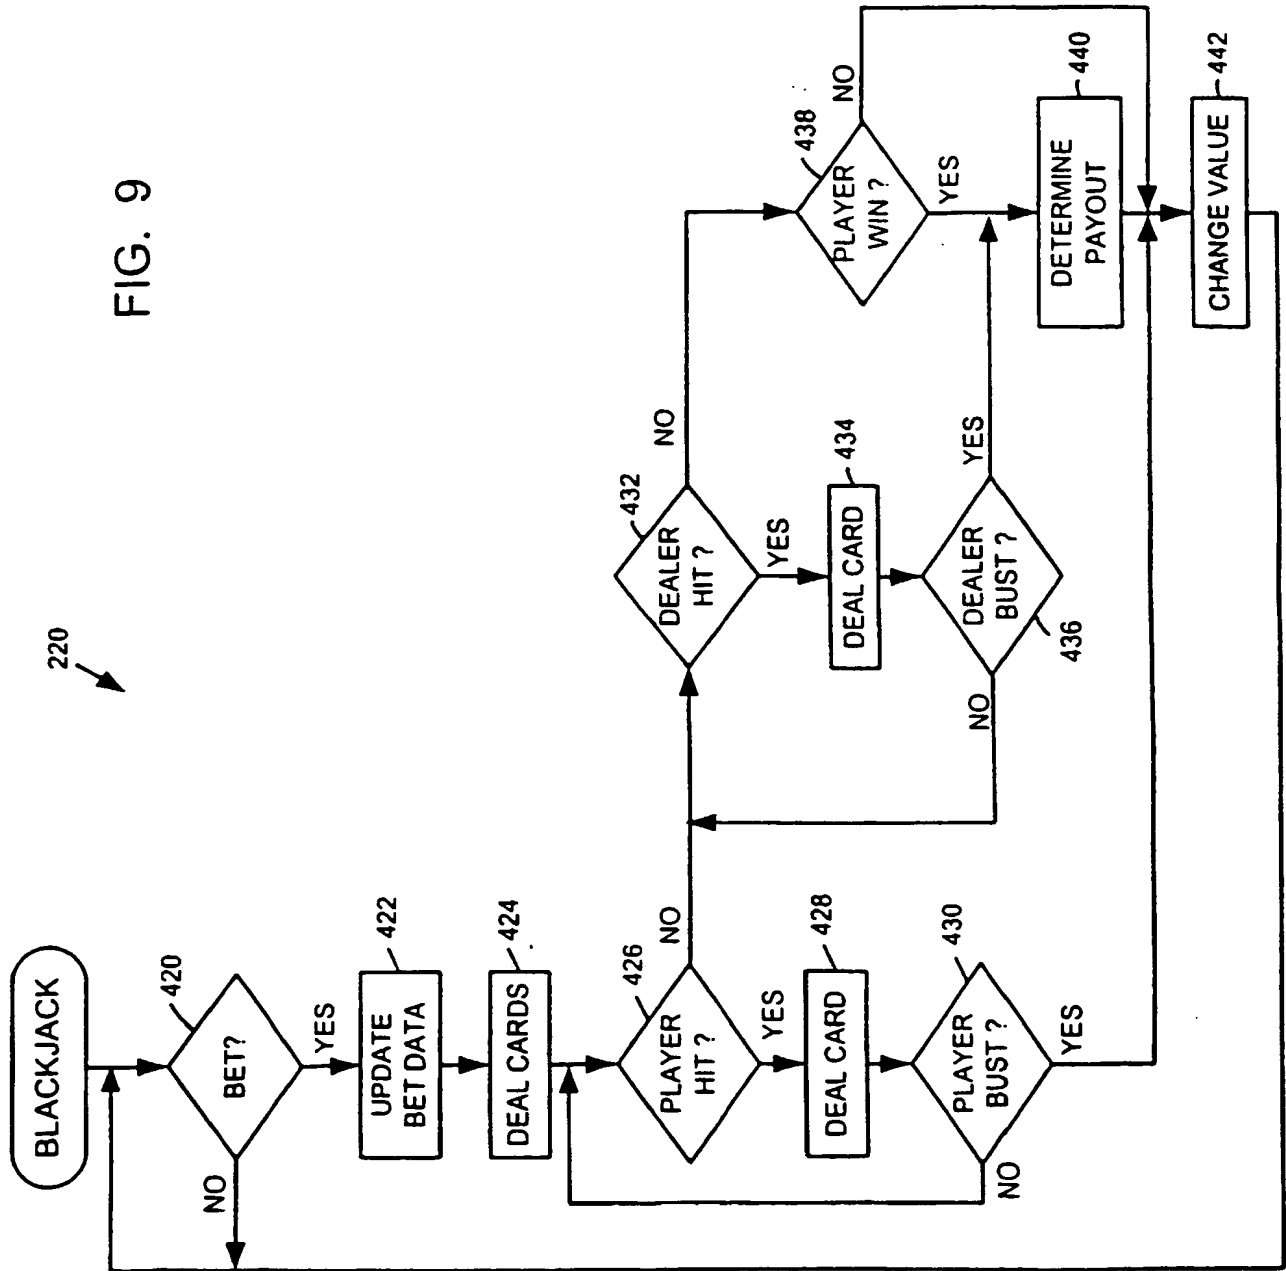 FIG. 9
220
BLACKJACK
420
BET?
NO
YES
422
UPDATE
BET DATA
424
DEAL CARDS
426
PLAYER
HIT ?
NO
YES
428
DEAL CARD
430
PLAYER
BUST ?
NO
YES
432
DEALER
HIT ?
NO
YES
434
DEAL CARD
DEALER
BUST ?
436
NO
YES
438
PLAYER
WIN ?
NO
YES
440
DETERMINE
PAYOUT
442
CHANGE VALUE